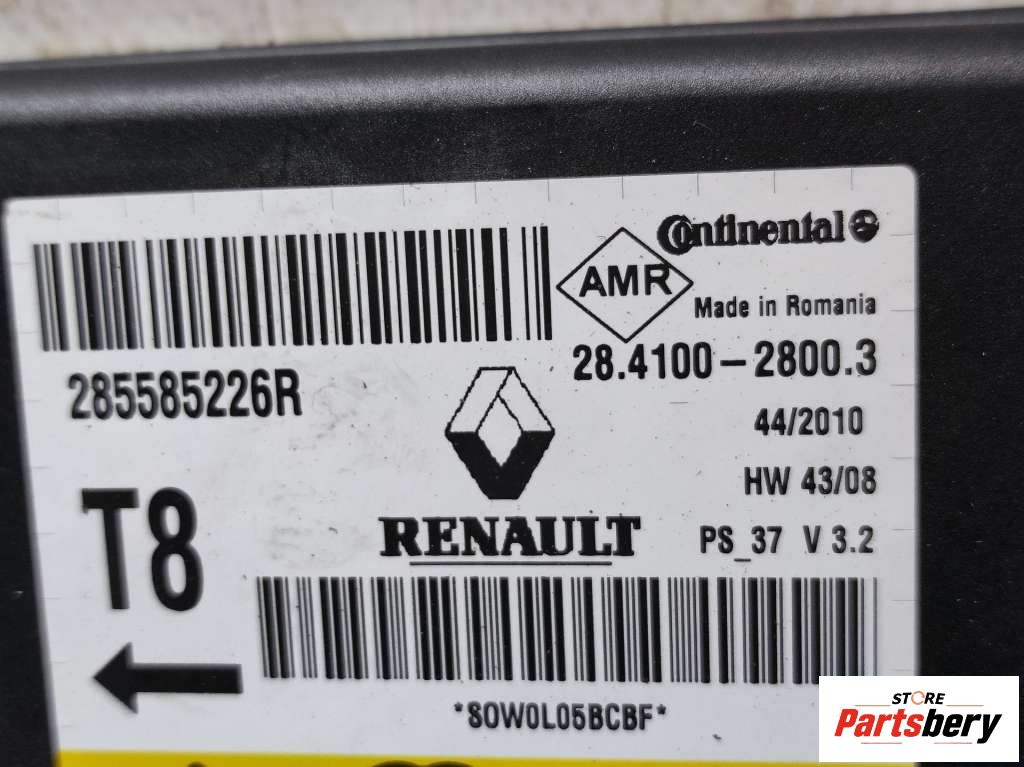 Continental
AMR
Made in Romania
285585226R
28.4100-2800.3
44/2010
HW 43/08
T8
RENAULT
PS_37 V 3.2
*80W0L05BCBF*
STORE
Partsbery